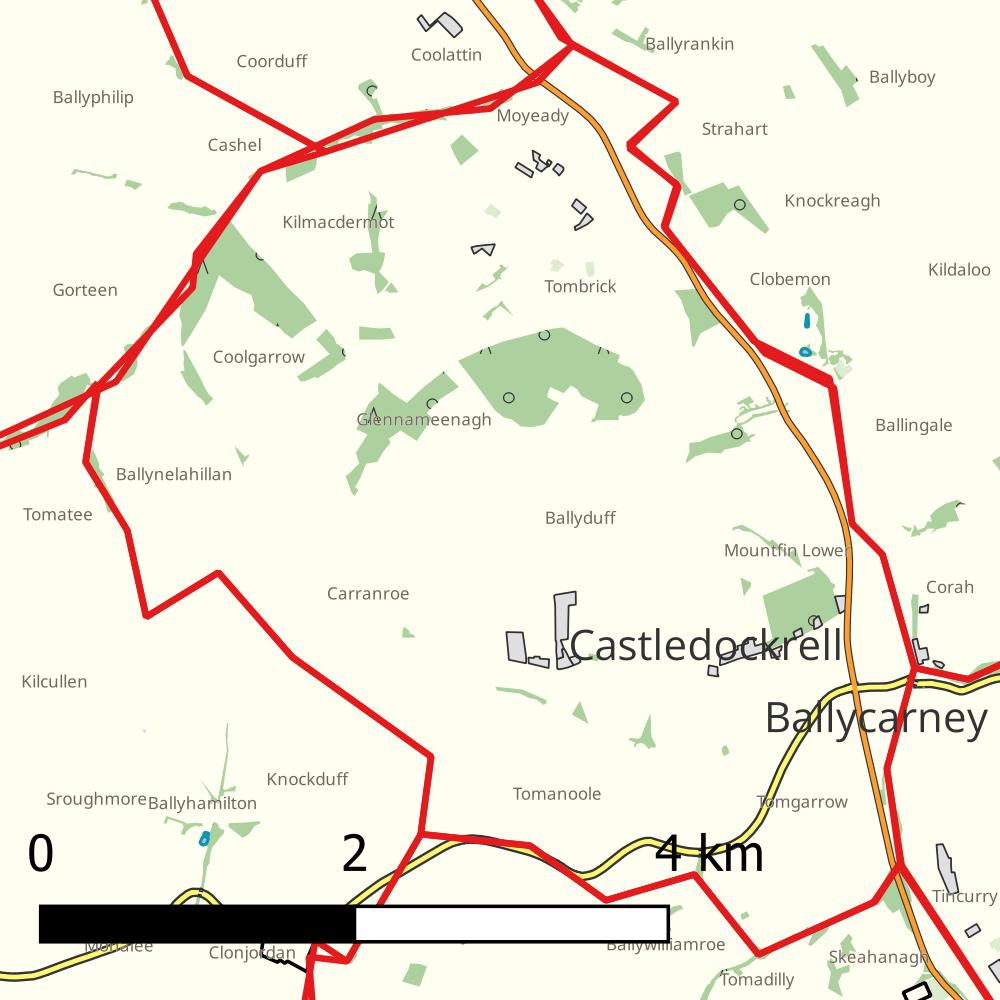 Coolattin
Ballyrankin
Coorduff
Ballyboy
Ballyphilip
Moyeady
Strahart
Cashel
Knockreagh
Kilmacdermot
Kildaloo
Clobemon
Tombrick
Gorteen
Coolgarrow
Glennameenagh
Ballingale
Ballynelahillan
Tomatee
Ballyduff
Mountfin Lower
Corah
Carranroe
Castledockrell
Kilcullen
Ballycarney
Knockduff
Tomanoole
Sroughmore
Ballyhamilton
Tomgarrow
0 2 4 km
Tincurry
Monalee
Clonjordan
Ballywilliamroe
Skeahanagh
Tomadilly